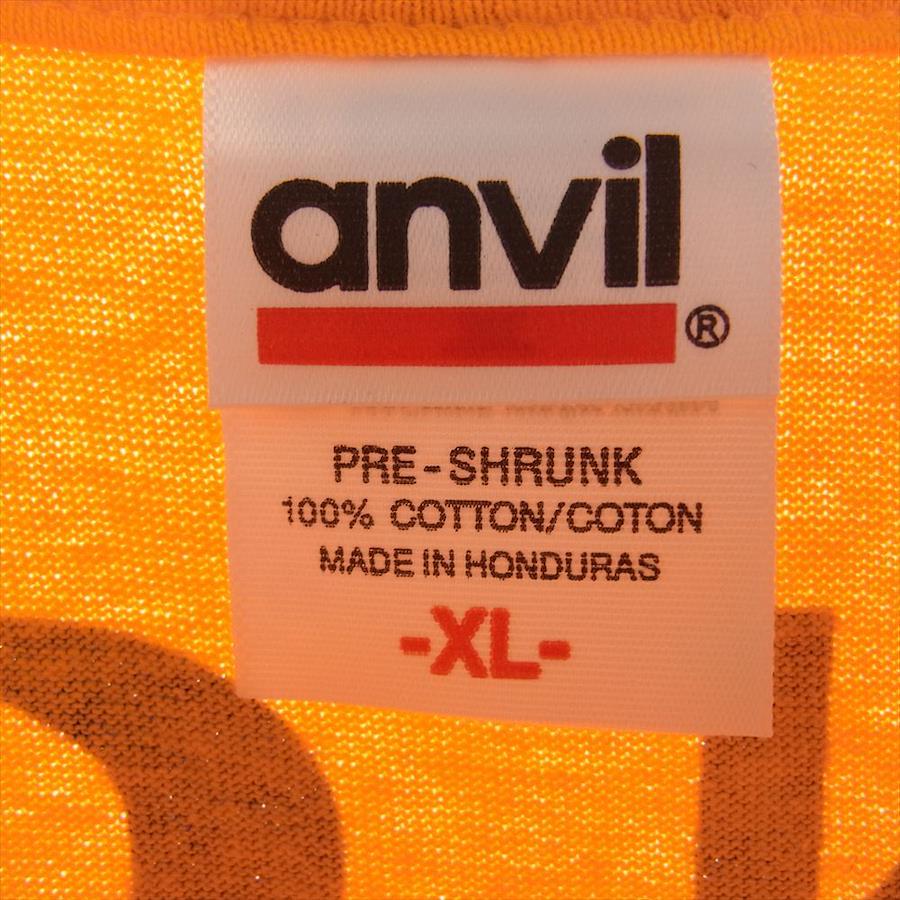 anvil
®
PRE-SHRUNK
100% COTTON/COTON
MADE IN HONDURAS
-XL-